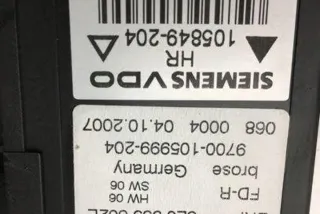 FD-R HW 06 SW 06
brose Germany
9700-105999-204
068 0004 04.10.2007
SIEMENS VDO
HR
105849-204